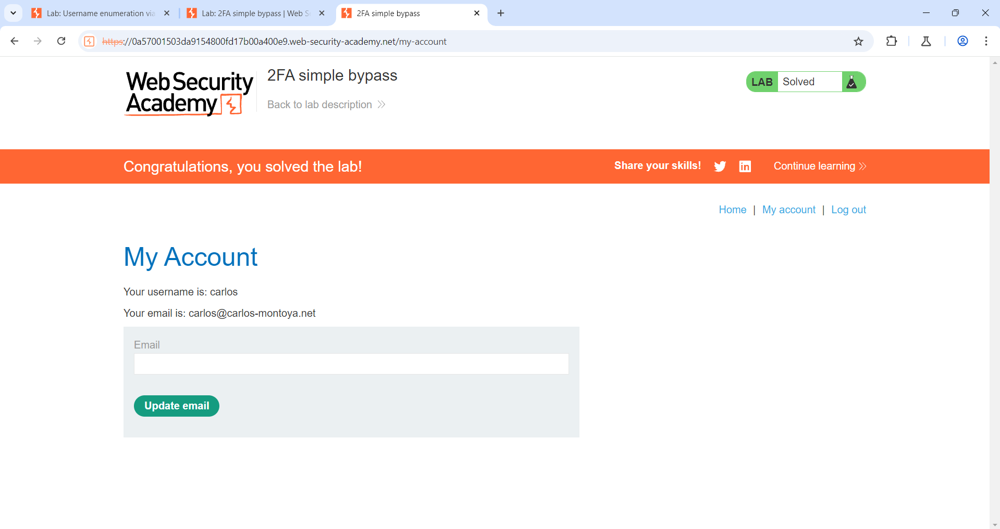 Lab: Username enumeration via
Lab: 2FA simple bypass | Web S
2FA simple bypass
https://0a57001503da9154800fd17b00a400e9.web-security-academy.net/my-account
Web Security
Academy
2FA simple bypass
Back to lab description
LAB Solved
Congratulations, you solved the lab!
Share your skills!
Continue learning
Home | My account | Log out
My Account
Your username is: carlos
Your email is: carlos@carlos-montoya.net
Email
Update email